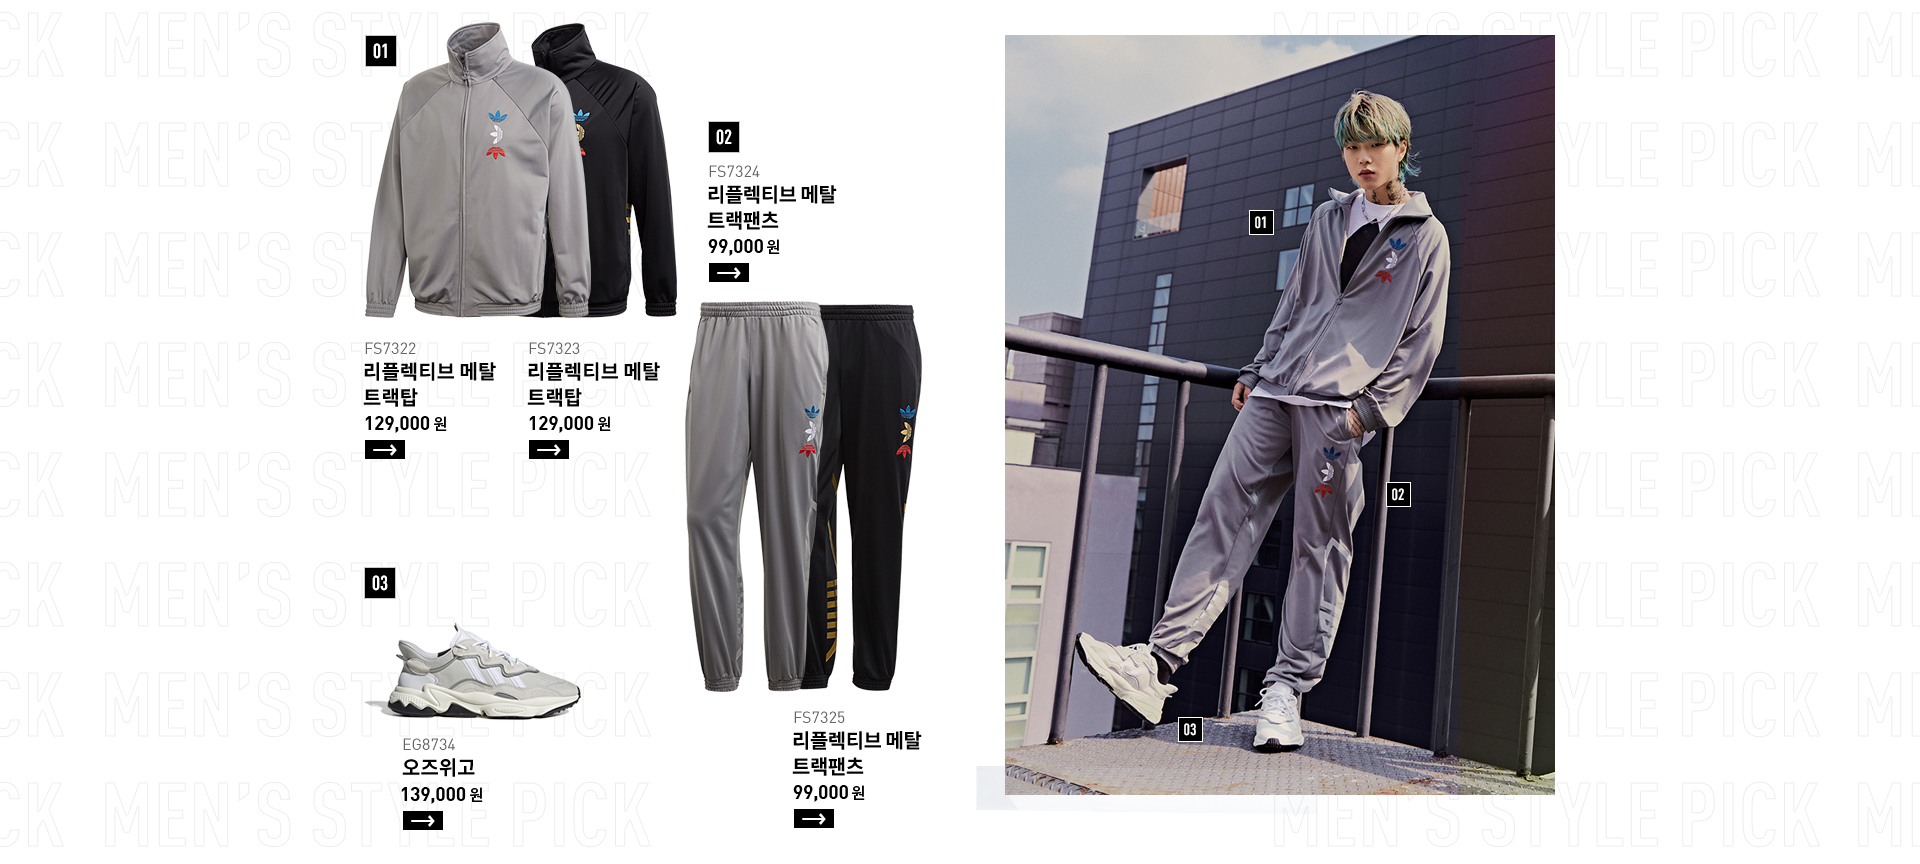 MEN'S STYLE PICK
01
FS7322
리플렉티브 메탈
트랙탑
129,000 원
FS7323
리플렉티브 메탈
트랙탑
129,000 원
02
FS7324
리플렉티브 메탈
트랙팬츠
99,000 원
FS7325
리플렉티브 메탈
트랙팬츠
99,000 원
03
EG8734
오즈위고
139,000 원
01
02
03